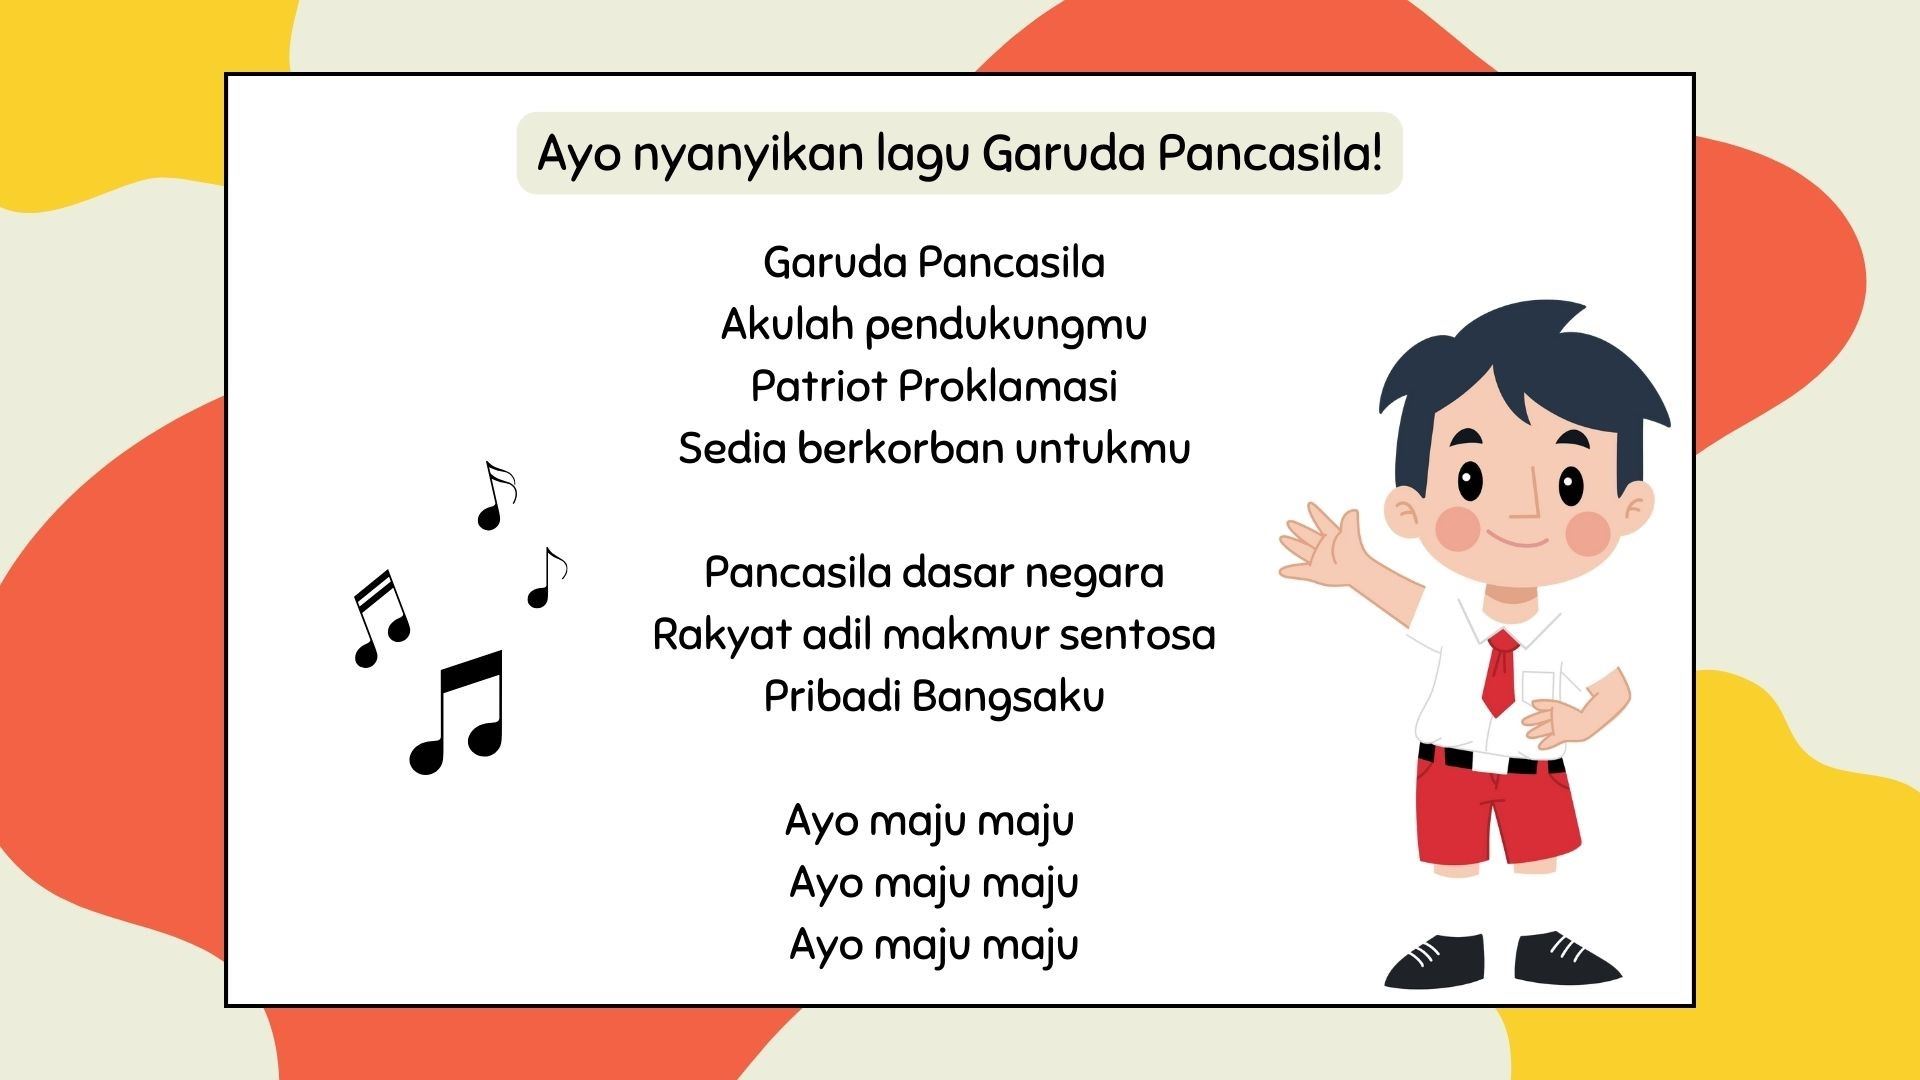 Ayo nyanyikan lagu Garuda Pancasila!
Garuda Pancasila
Akulah pendukungmu
Patriot Proklamasi
Sedia berkorban untukmu
Pancasila dasar negara
Rakyat adil makmur sentosa
Pribadi Bangsaku
Ayo maju maju
Ayo maju maju
Ayo maju maju